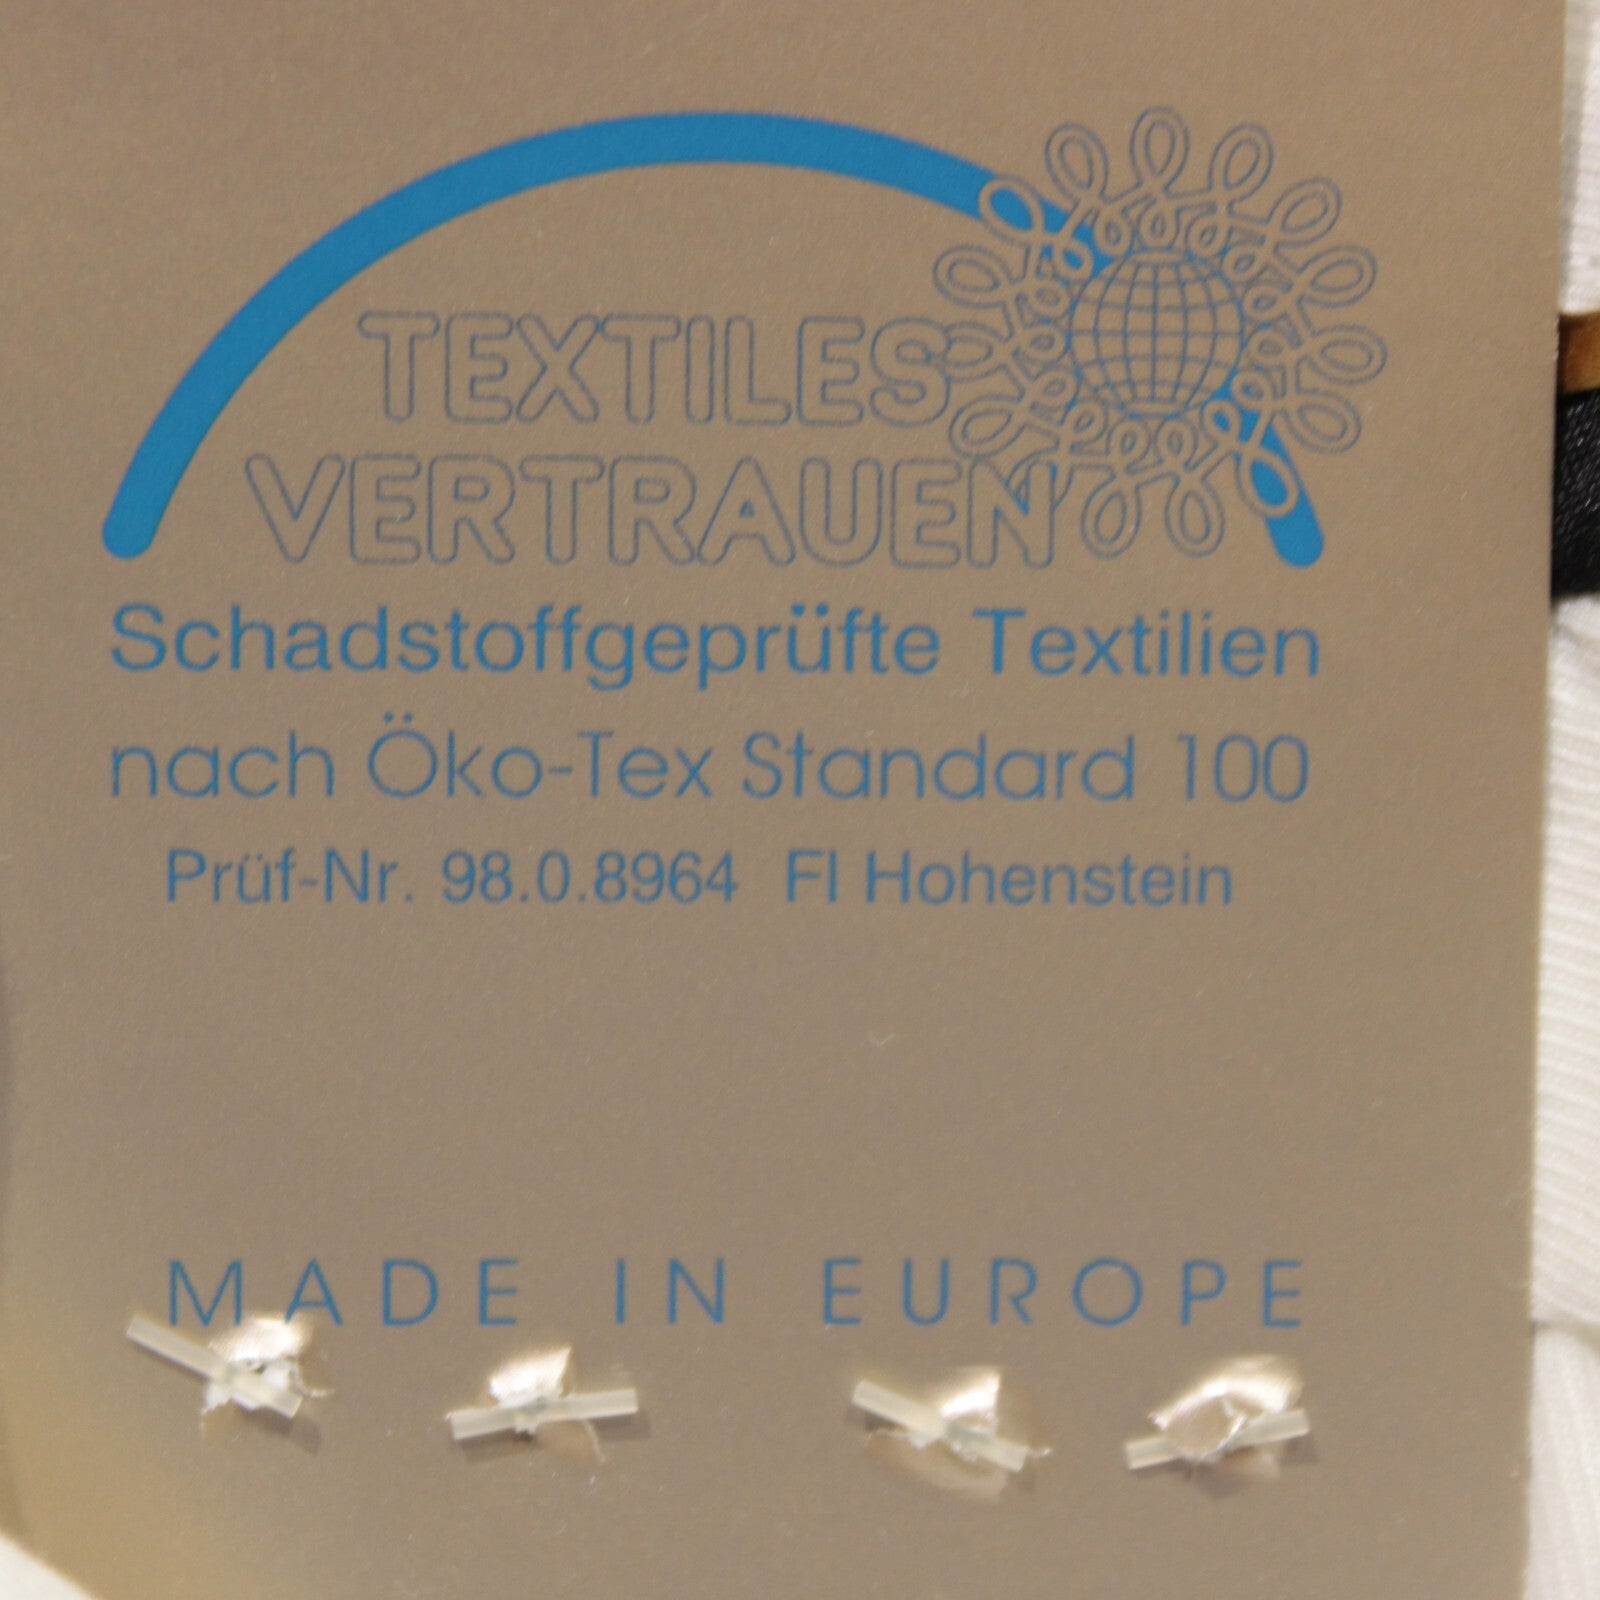 TEXTILES
VERTRAUEN
Schadstoffgeprüfte Textilien
nach Öko-Tex Standard 100
Prüf-Nr. 98.0.8964 FI Hohenstein
MADE IN EUROPE